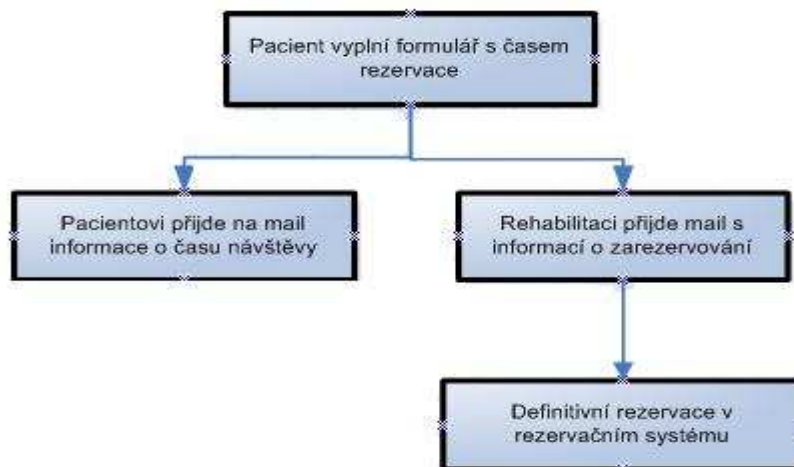 Pacient vyplní formulář s časem
rezervace
Pacientovi přijde na mail
informace o času návštěvy
Rehabilitaci přijde mail s
informací o zarezervování
Definitivní rezervace v
rezervačním systému